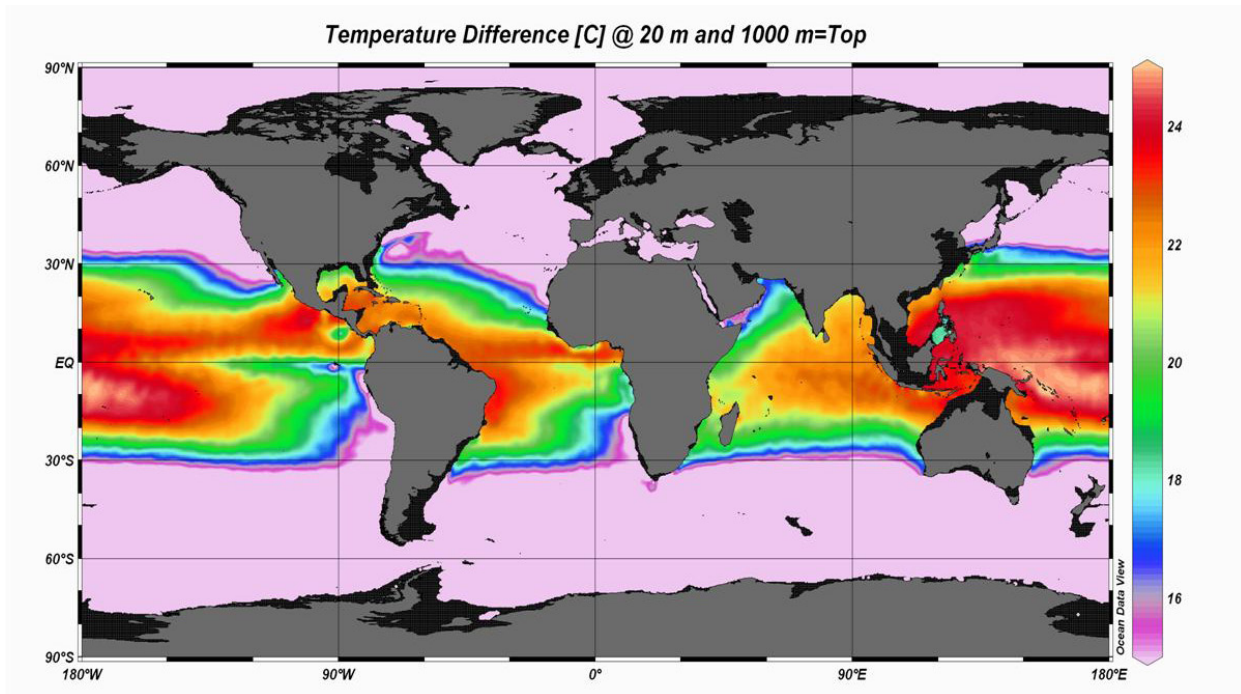 Temperature Difference [C] @ 20 m and 1000 m=Top
90°N
60°N
30°N
EQ
30°S
60°S
90°S
180°W
90°W
0°
90°E
180°E
24
22
20
18
16
Ocean Data View